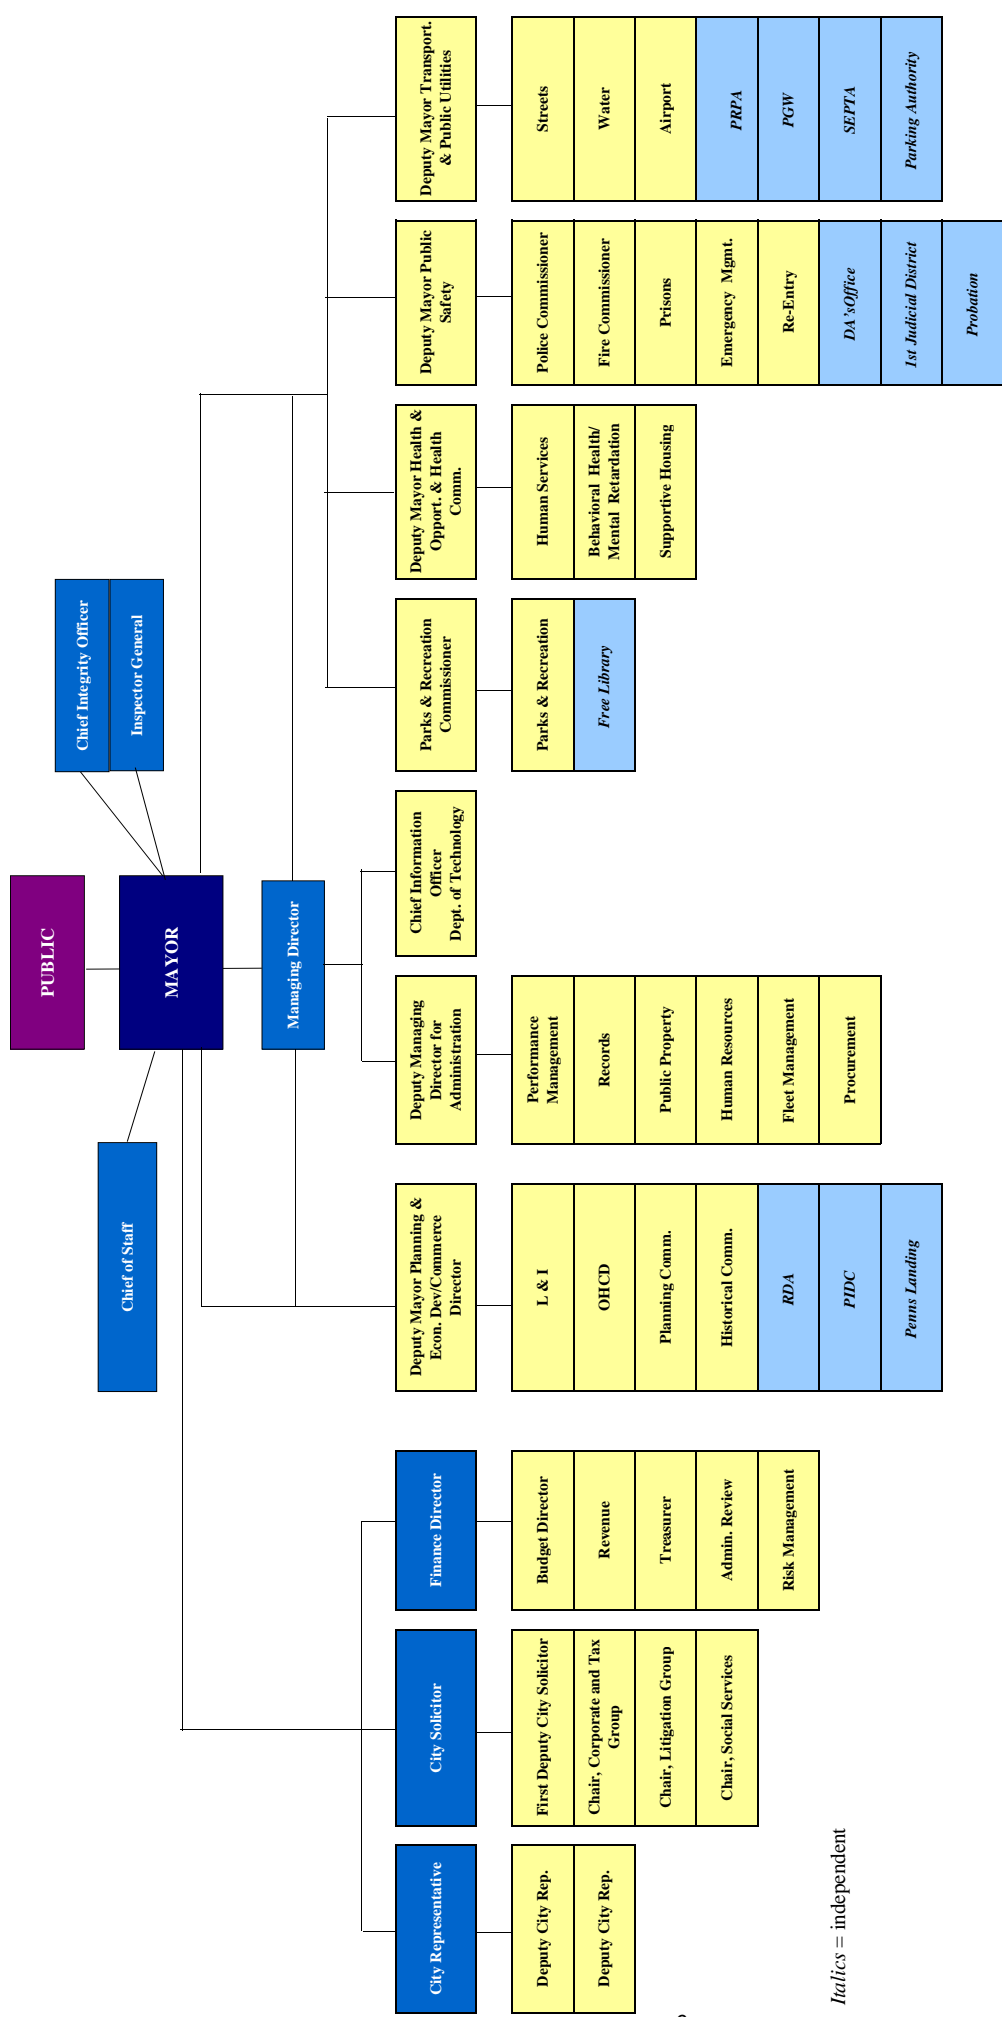 PUBLIC
Chief Integrity Officer
Inspector General
MAYOR
Chief of Staff
Managing Director
City Representative
City Solicitor
Finance Director
Deputy Mayor Planning &
Econ. Dev/Commerce
Director
Deputy Managing
Director for
Administration
Chief Information
Officer
Dept. of Technology
Parks & Recreation
Commissioner
Deputy Mayor Health &
Opport. & Health
Comm.
Deputy Mayor Public
Safety
Deputy Mayor Transport.
& Public Utilities
Deputy City Rep.
Deputy City Rep.
First Deputy City Solicitor
Chair, Corporate and Tax
Group
Chair, Litigation Group
Chair, Social Services
Budget Director
Revenue
Treasurer
Admin. Review
Risk Management
L & I
OHCD
Planning Comm.
Historical Comm.
RDA
PIDC
Penns Landing
Performance
Management
Records
Public Property
Human Resources
Fleet Management
Procurement
Parks & Recreation
Free Library
Human Services
Behavioral Health/
Mental Retardation
Supportive Housing
Police Commissioner
Fire Commissioner
Prisons
Emergency Mgmt.
Re-Entry
DA'sOffice
1st Judicial District
Probation
Streets
Water
Airport
PRPA
PGW
SEPTA
Parking Authority
Italics = independent